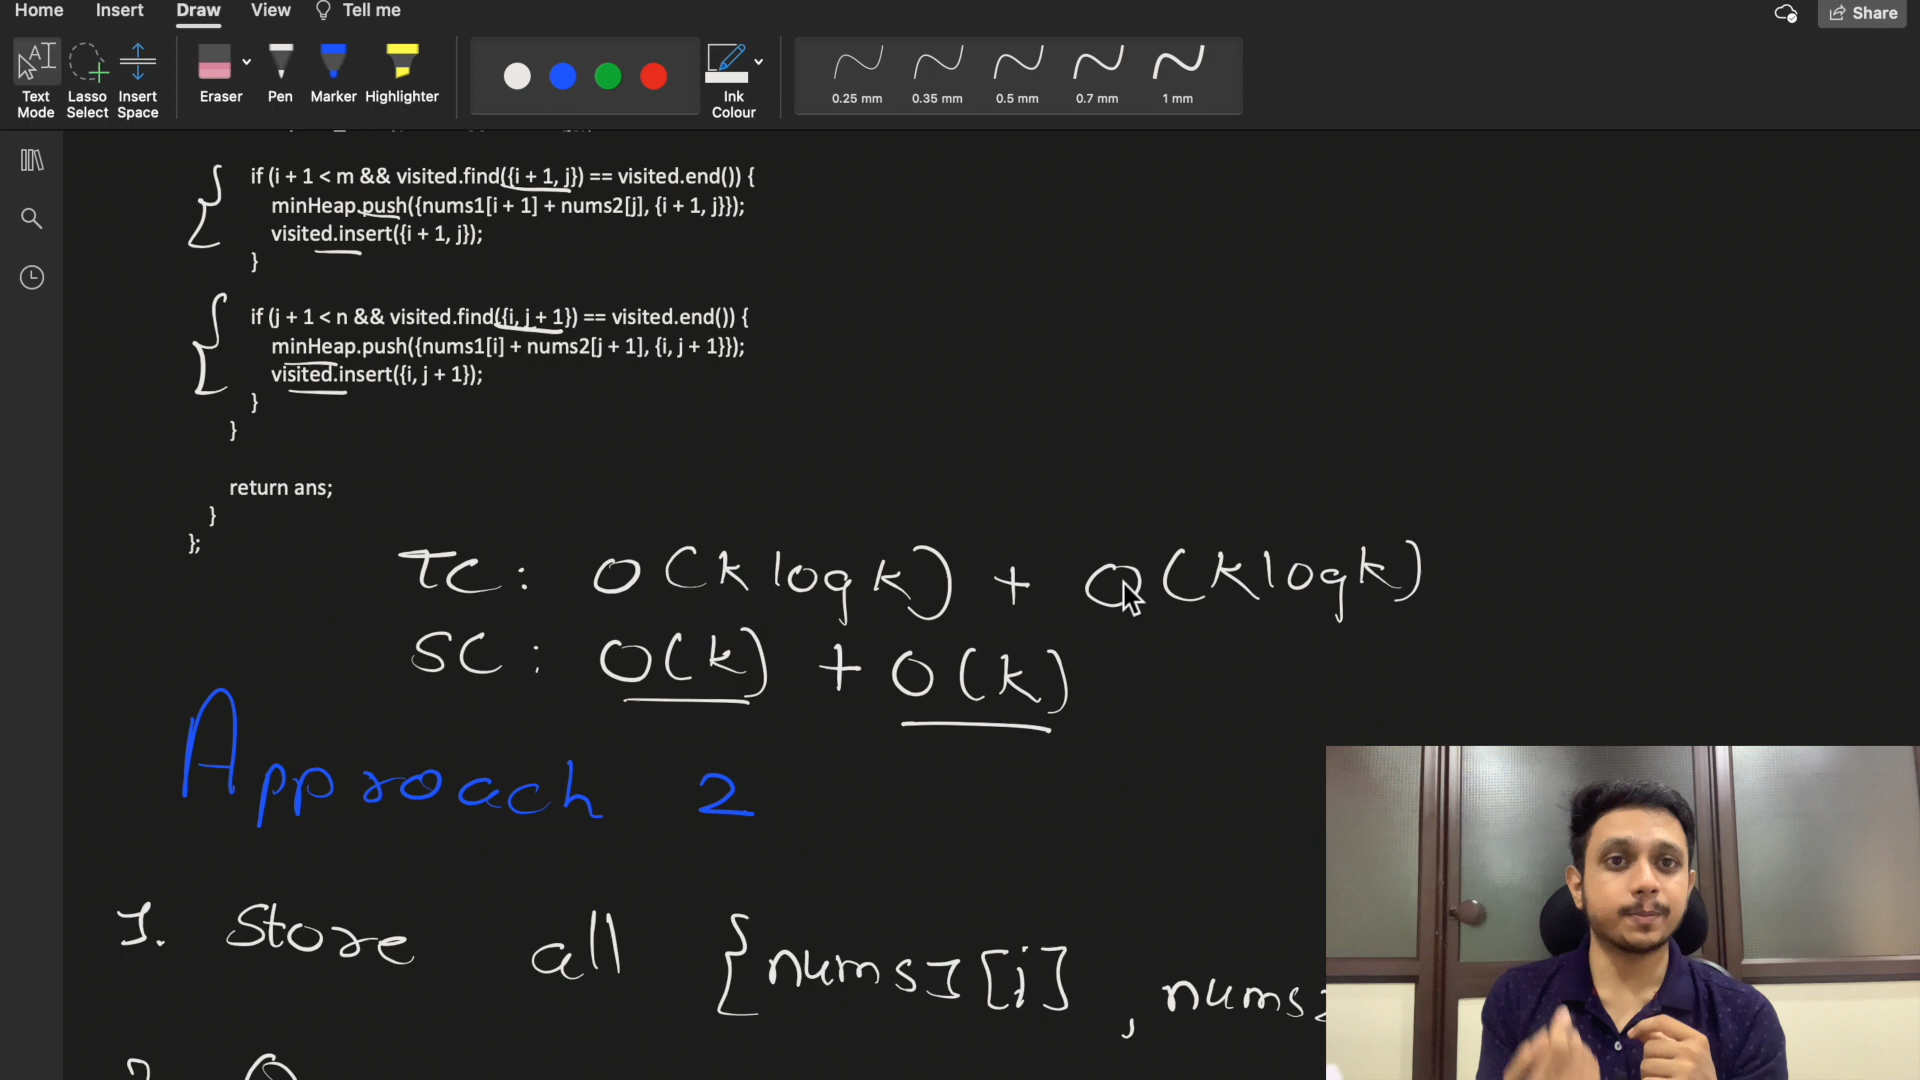 Home Insert Draw View Tell me Share
Text Mode Lasso Select Insert Space Eraser Pen Marker Highlighter Ink Colour 0.25 mm 0.35 mm 0.5 mm 0.7 mm 1 mm
if (i + 1 < m && visited.find({i + 1, j}) == visited.end()) {
minHeap.push({nums1[i + 1] + nums2[j], {i + 1, j}});
visited.insert({i + 1, j});
}
if (j + 1 < n && visited.find({i, j + 1}) == visited.end()) {
minHeap.push({nums1[i] + nums2[j + 1], {i, j + 1}});
visited.insert({i, j + 1});
}
}
return ans;
}
};
TC : O(k log k) + O(k log k)
SC : O(k) + O(k)
Approach 2
1. Store all {nums1[i] , nums2